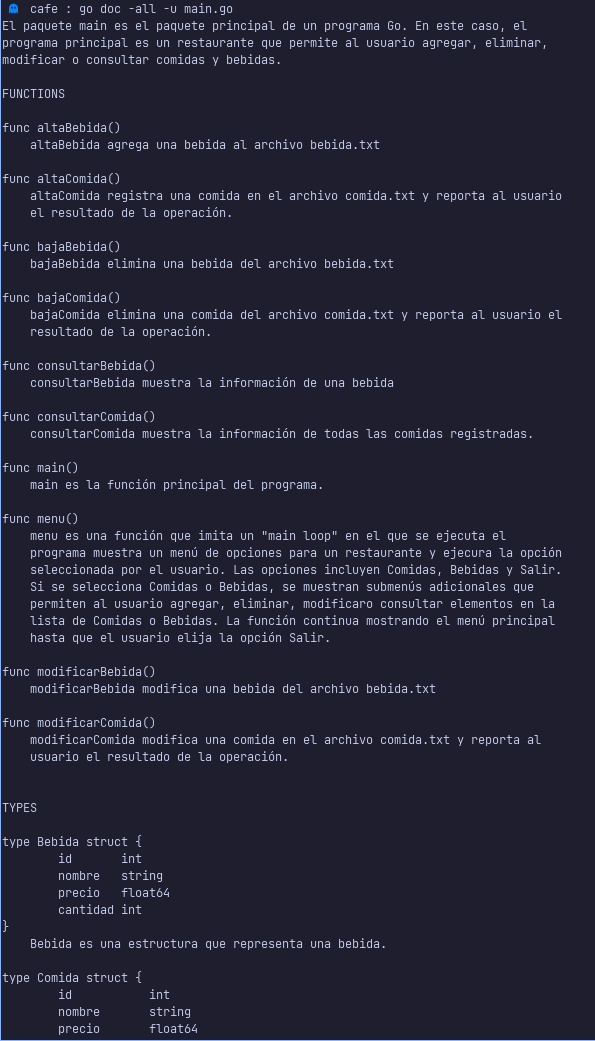 cafe : go doc -all -u main.go
El paquete main es el paquete principal de un programa Go. En este caso, el
programa principal es un restaurante que permite al usuario agregar, eliminar,
modificar o consultar comidas y bebidas.

FUNCTIONS

func altaBebida()
    altaBebida agrega una bebida al archivo bebida.txt

func altaComida()
    altaComida registra una comida en el archivo comida.txt y reporta al usuario
    el resultado de la operación.

func bajaBebida()
    bajaBebida elimina una bebida del archivo bebida.txt

func bajaComida()
    bajaComida elimina una comida del archivo comida.txt y reporta al usuario el
    resultado de la operación.

func consultarBebida()
    consultarBebida muestra la información de una bebida

func consultarComida()
    consultarComida muestra la información de todas las comidas registradas.

func main()
    main es la función principal del programa.

func menu()
    menu es una función que imita un "main loop" en el que se ejecuta el
    programa muestra un menú de opciones para un restaurante y ejecura la opción
    seleccionada por el usuario. Las opciones incluyen Comidas, Bebidas y Salir.
    Si se selecciona Comidas o Bebidas, se muestran submenús adicionales que
    permiten al usuario agregar, eliminar, modificaro consultar elementos en la
    lista de Comidas o Bebidas. La función continua mostrando el menú principal
    hasta que el usuario elija la opción Salir.

func modificarBebida()
    modificarBebida modifica una bebida del archivo bebida.txt

func modificarComida()
    modificarComida modifica una comida en el archivo comida.txt y reporta al
    usuario el resultado de la operación.


TYPES

type Bebida struct {
        id       int
        nombre   string
        precio   float64
        cantidad int
}
    Bebida es una estructura que representa una bebida.

type Comida struct {
        id           int
        nombre       string
        precio       float64